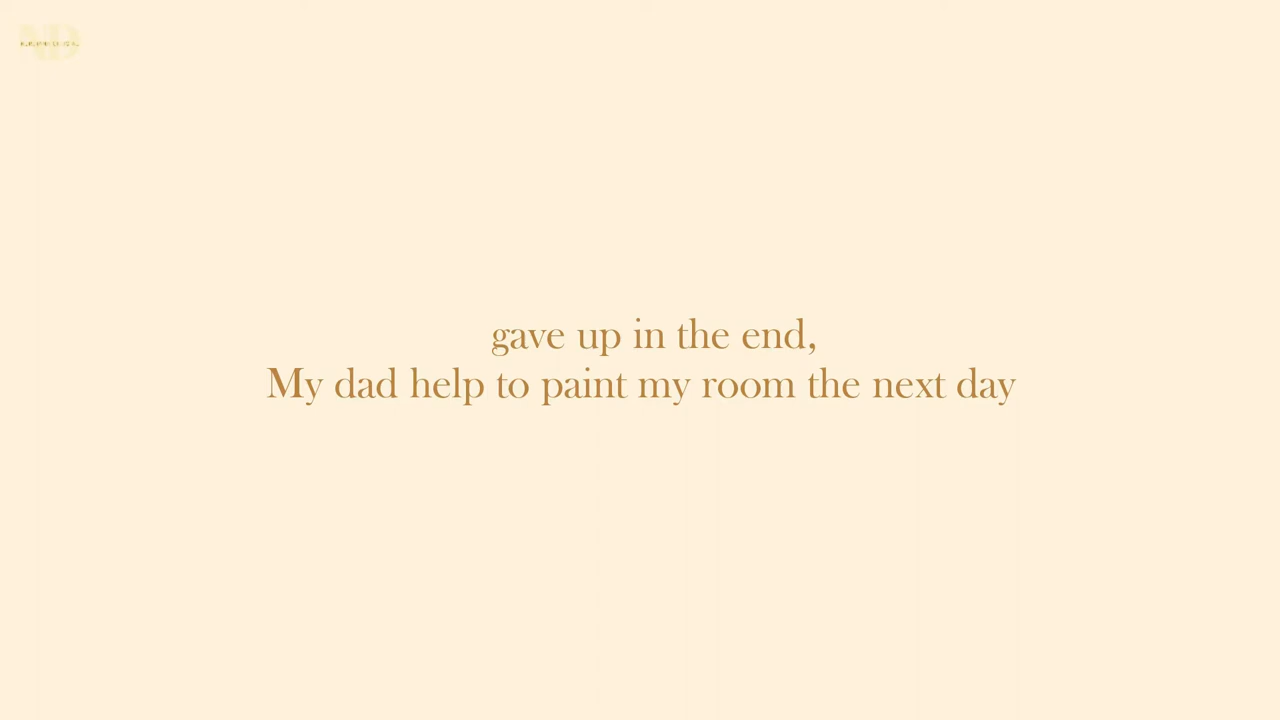 gave up in the end,
My dad help to paint my room the next day